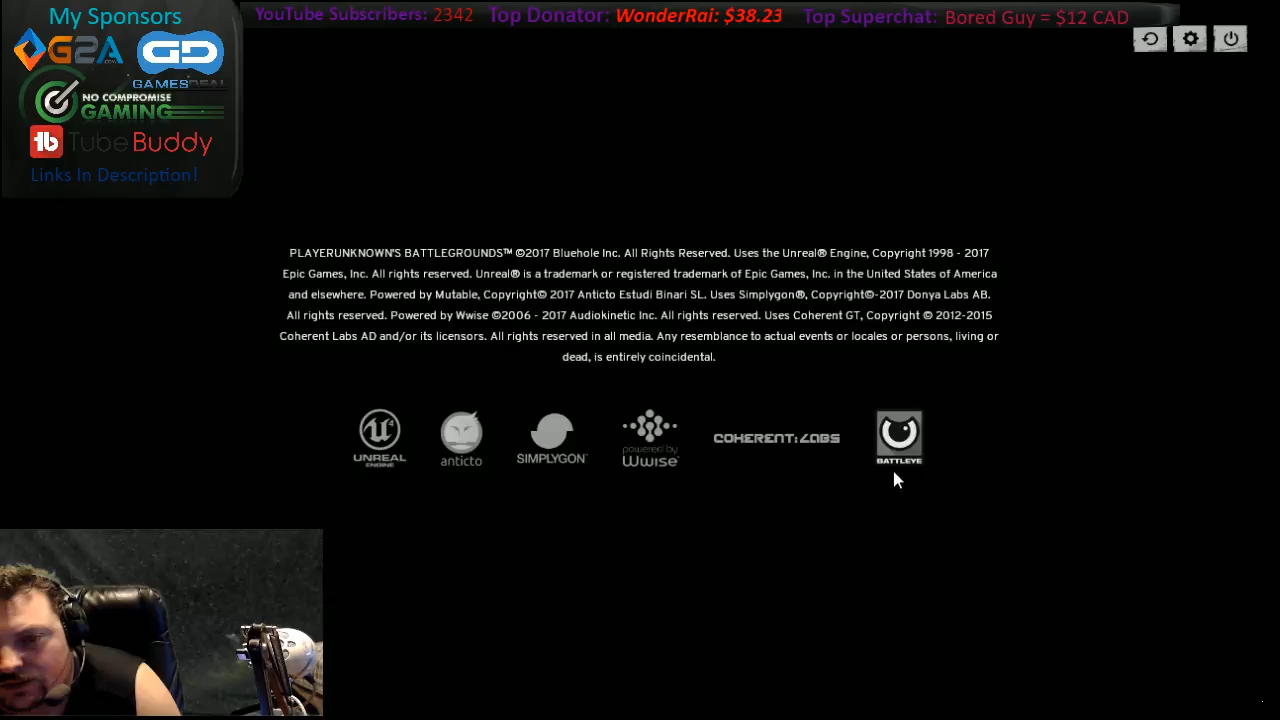 My Sponsors
YouTube Subscribers: 2342 Top Donator: WonderRai: $38.23 Top Superchat: Bored Guy = $12 CAD
G2A.COM GD
GAMESDEAL
NO COMPROMISE
GAMING
tb TubeBuddy
Links In Description!
PLAYERUNKNOWN'S BATTLEGROUNDS™ ©2017 Bluehole Inc. All Rights Reserved. Uses the Unreal® Engine, Copyright 1998 - 2017
Epic Games, Inc. All rights reserved. Unreal® is a trademark or registered trademark of Epic Games, Inc. in the United States of America
and elsewhere. Powered by Mutable, Copyright© 2017 Anticto Estudi Binari SL. Uses Simplygon®, Copyright©-2017 Donya Labs AB.
All rights reserved. Powered by Wwise ©2006 - 2017 Audiokinetic Inc. All rights reserved. Uses Coherent GT, Copyright © 2012-2015
Coherent Labs AD and/or its licensors. All rights reserved in all media. Any resemblance to actual events or locales or persons, living or
dead, is entirely coincidental.
UNREAL
ENGINE
anticto
SIMPLYGON
powered by
Wwise
COHERENT:LABS
BATTLEYE